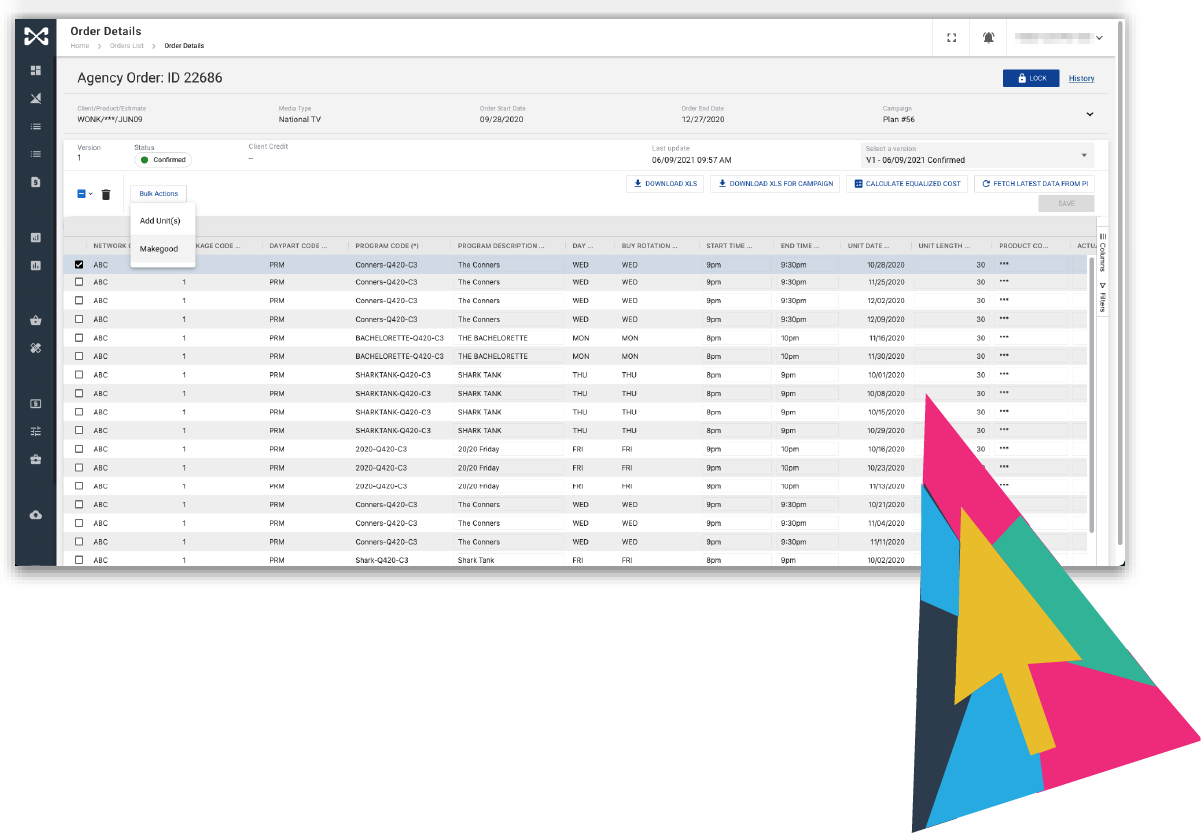 Order Details
Home > Orders List > Order Details
Agency Order: ID 22686
LOCK History
Client/Product/Estimate Media Type Order Start Date Order End Date Campaign
WONK/***/JUN09 National TV 09/28/2020 12/27/2020 Plan #56
Version Status Client Credit Last update Select a version
1 Confirmed -- 06/09/2021 09:57 AM V1 - 06/09/2021 Confirmed
Bulk Actions DOWNLOAD XLS DOWNLOAD XLS FOR CAMPAIGN CALCULATE EQUALIZED COST FETCH LATEST DATA FROM PI
SAVE
Add Unit(s)
Makegood
NETWORK KAGE CODE ... DAYPART CODE ... PROGRAM CODE (*) PROGRAM DESCRIPTION ... DAY ... BUY ROTATION ... START TIME ... END TIME ... UNIT DATE ... UNIT LENGTH ... PRODUCT CO... ACTU
Columns
Filters
ABC PRM Conners-Q420-C3 The Conners WED WED 9pm 9:30pm 10/28/2020 30 ***
ABC 1 PRM Conners-Q420-C3 The Conners WED WED 9pm 9:30pm 11/25/2020 30 ***
ABC 1 PRM Conners-Q420-C3 The Conners WED WED 9pm 9:30pm 12/02/2020 30 ***
ABC 1 PRM Conners-Q420-C3 The Conners WED WED 9pm 9:30pm 12/09/2020 30 ***
ABC 1 PRM BACHELORETTE-Q420-C3 THE BACHELORETTE MON MON 8pm 10pm 11/16/2020 30 ***
ABC 1 PRM BACHELORETTE-Q420-C3 THE BACHELORETTE MON MON 8pm 10pm 11/30/2020 30 ***
ABC 1 PRM SHARKTANK-Q420-C3 SHARK TANK THU THU 8pm 9pm 10/01/2020 30 ***
ABC 1 PRM SHARKTANK-Q420-C3 SHARK TANK THU THU 8pm 9pm 10/08/2020 30 ***
ABC 1 PRM SHARKTANK-Q420-C3 SHARK TANK THU THU 8pm 9pm 10/15/2020 30 ***
ABC 1 PRM SHARKTANK-Q420-C3 SHARK TANK THU THU 8pm 9pm 10/29/2020 30 ***
ABC 1 PRM 2020-Q420-C3 20/20 Friday FRI FRI 9pm 10pm 10/16/2020 30 ***
ABC 1 PRM 2020-Q420-C3 20/20 Friday FRI FRI 9pm 10pm 10/23/2020 ***
ABC 1 PRM 2020-Q420-C3 20/20 Friday FRI FRI 9pm 10pm 11/13/2020 ***
ABC 1 PRM Conners-Q420-C3 The Conners WED WED 9pm 9:30pm 10/21/2020
ABC 1 PRM Conners-Q420-C3 The Conners WED WED 9pm 9:30pm 11/04/2020
ABC 1 PRM Conners-Q420-C3 The Conners WED WED 9pm 9:30pm 11/11/2020
ABC 1 PRM Shark-Q420-C3 Shark Tank FRI FRI 8pm 9pm 10/02/2020